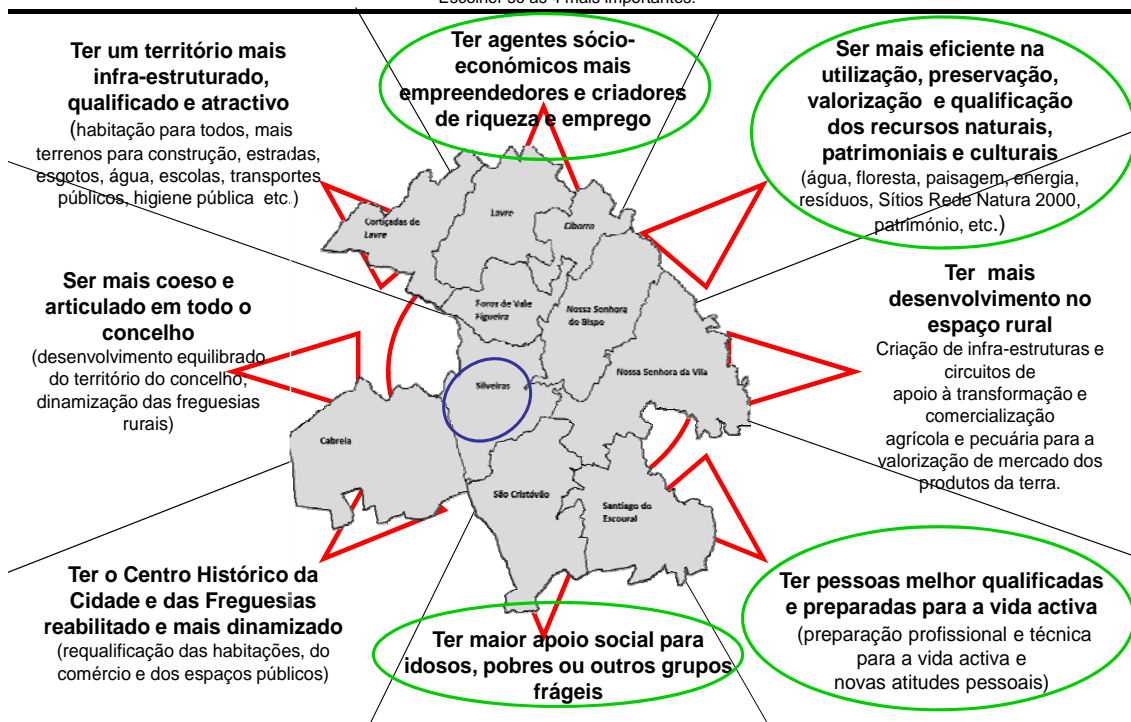 Escolher só as 4 mais importantes.
Ter um território mais
infra-estruturado,
qualificado e atractivo
(habitação para todos, mais
terrenos para construção, estradas,
esgotos, água, escolas, transportes
públicos, higiene pública etc.)
Ter agentes sócio-
económicos mais
empreendedores e criadores
de riqueza e emprego
Ser mais eficiente na
utilização, preservação,
valorização e qualificação
dos recursos naturais,
patrimoniais e culturais
(água, floresta, paisagem, energia,
resíduos, Sítios Rede Natura 2000,
património, etc.)
Cortiçadas de
Lavre
Lavre
Ciborro
Foros de Vale
Figueira
Nossa Senhora
do Bispo
Nossa Senhora da Vila
Silveiras
Cabrela
São Cristóvão
Santiago do
Escoural
Ser mais coeso e
articulado em todo o
concelho
(desenvolvimento equilibrado
do território do concelho,
dinamização das freguesias
rurais)
Ter mais
desenvolvimento no
espaço rural
Criação de infra-estruturas e
circuitos de
apoio à transformação e
comercialização
agrícola e pecuária para a
valorização de mercado dos
produtos da terra.
Ter o Centro Histórico da
Cidade e das Freguesias
reabilitado e mais dinamizado
(requalificação das habitações, do
comércio e dos espaços públicos)
Ter maior apoio social para
idosos, pobres ou outros grupos
frágeis
Ter pessoas melhor qualificadas
e preparadas para a vida activa
(preparação profissional e técnica
para a vida activa e
novas atitudes pessoais)